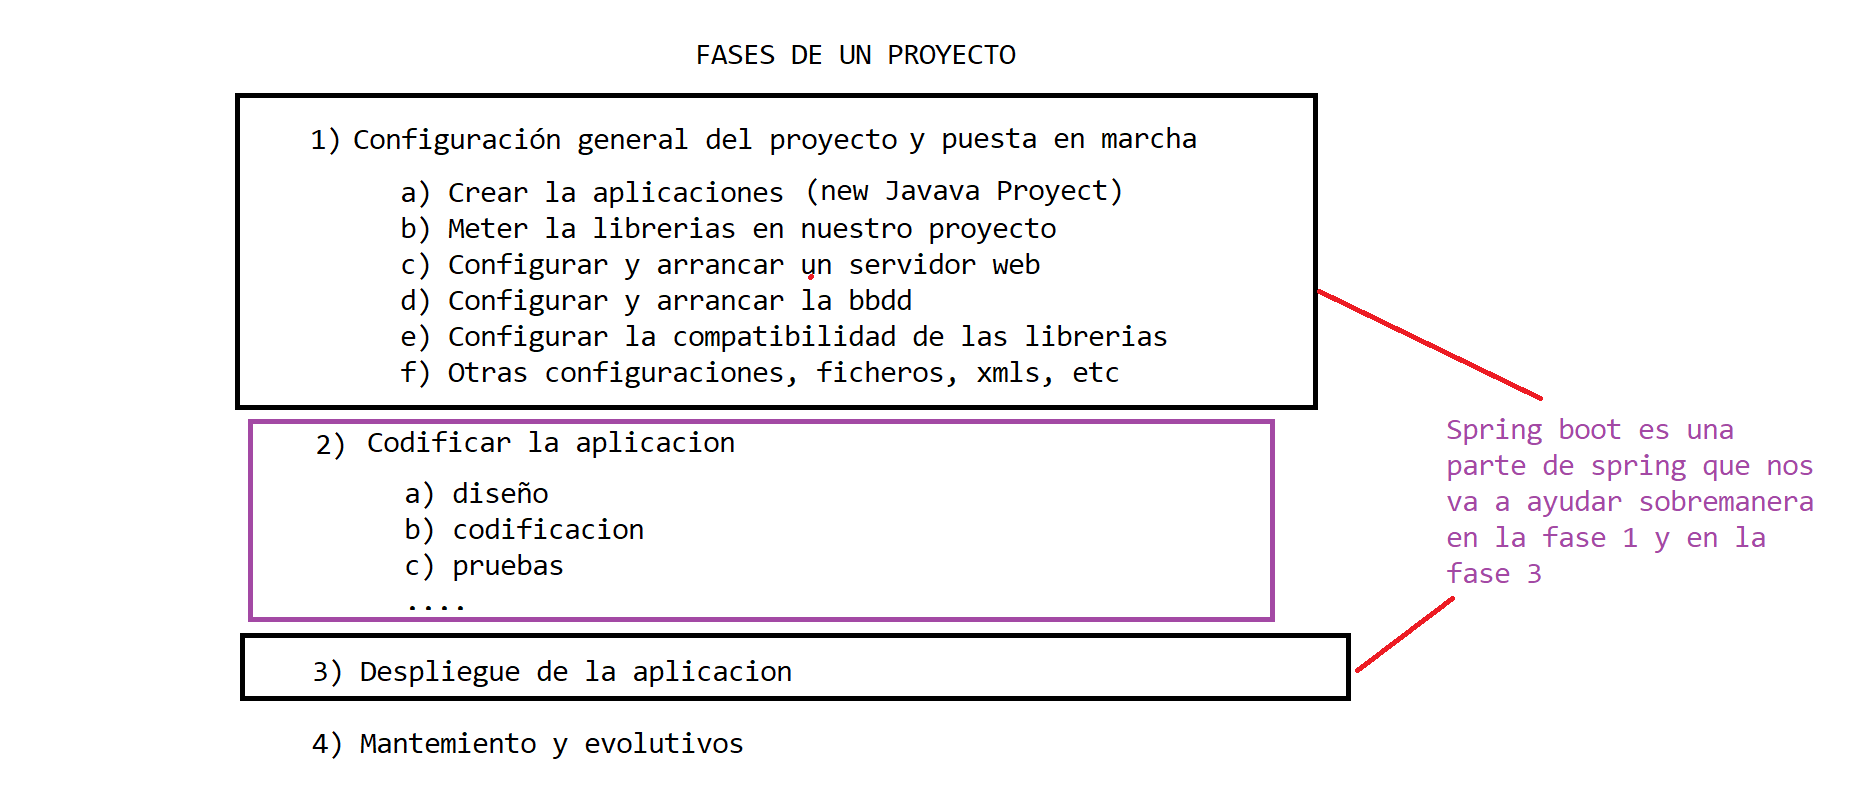 FASES DE UN PROYECTO
1) Configuración general del proyecto y puesta en marcha
a) Crear la aplicaciones (new Javava Proyect)
b) Meter la librerias en nuestro proyecto
c) Configurar y arrancar un servidor web
d) Configurar y arrancar la bbdd
e) Configurar la compatibilidad de las librerias
f) Otras configuraciones, ficheros, xmls, etc
2) Codificar la aplicacion
a) diseño
b) codificacion
c) pruebas
....
3) Despliegue de la aplicacion
4) Mantemiento y evolutivos
Spring boot es una
parte de spring que nos
va a ayudar sobremanera
en la fase 1 y en la
fase 3